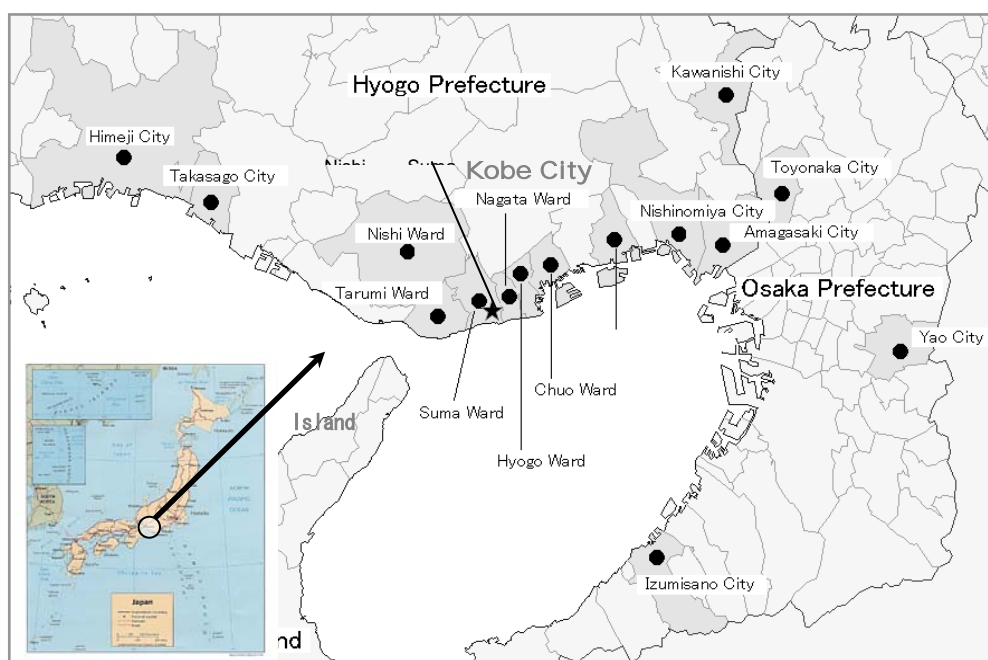 Kawanishi City
Hyogo Prefecture
Himeji City
Takasago City
Nishi Suma
Kobe City
Toyonaka City
Nagata Ward
Nishinomiya City
Nishi Ward
Amagasaki City
Tarumi Ward
Osaka Prefecture
Yao City
Chuo Ward
Suma Ward
Island
Hyogo Ward
Izumisano City
Japan
nd